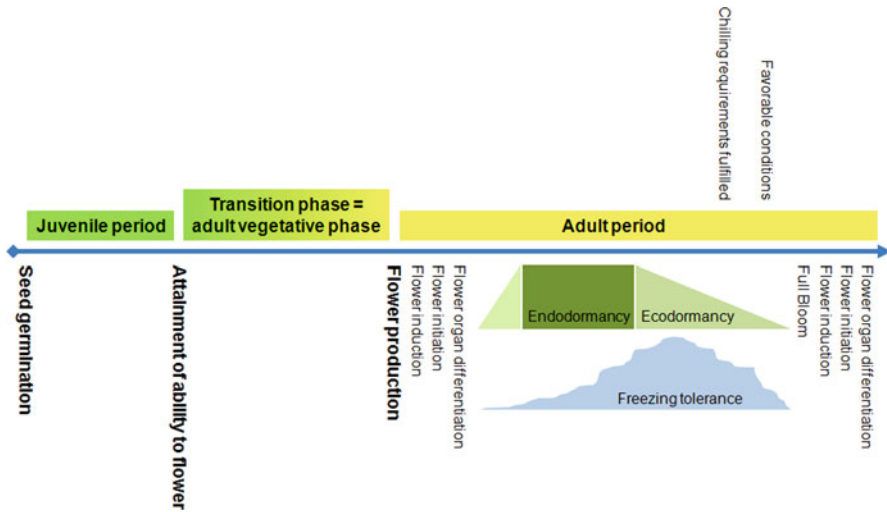 Chilling requirements fulfilled
Favorable conditions
Juvenile period
Transition phase =
adult vegetative phase
Adult period
Seed germination
Attainment of ability to flower
Flower production
Flower induction
Flower initiation
Flower organ differentiation
Endodormancy
Ecodormancy
Freezing tolerance
Full Bloom
Flower induction
Flower initiation
Flower organ differentiation